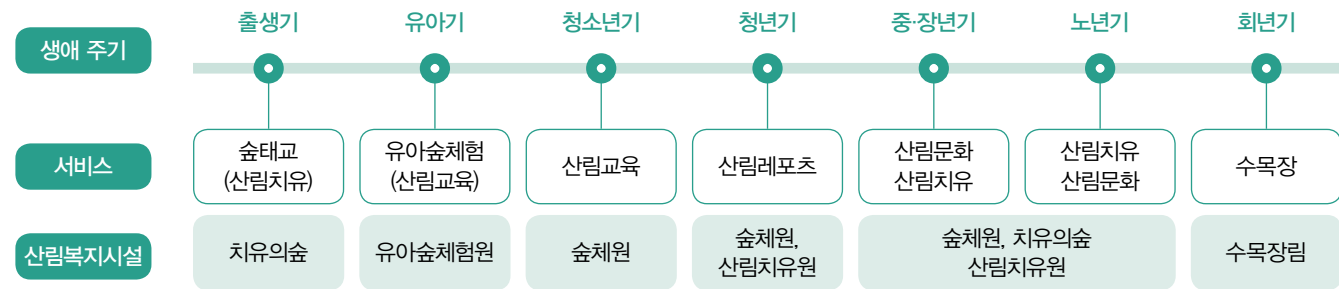 생애 주기
출생기
유아기
청소년기
청년기
중·장년기
노년기
회년기
서비스
숲태교
(산림치유)
유아숲체험
(산림교육)
산림교육
산림레포츠
산림문화
산림치유
산림치유
산림문화
수목장
산림복지시설
치유의숲
유아숲체험원
숲체원
숲체원,
산림치유원
숲체원, 치유의숲
산림치유원
수목장림